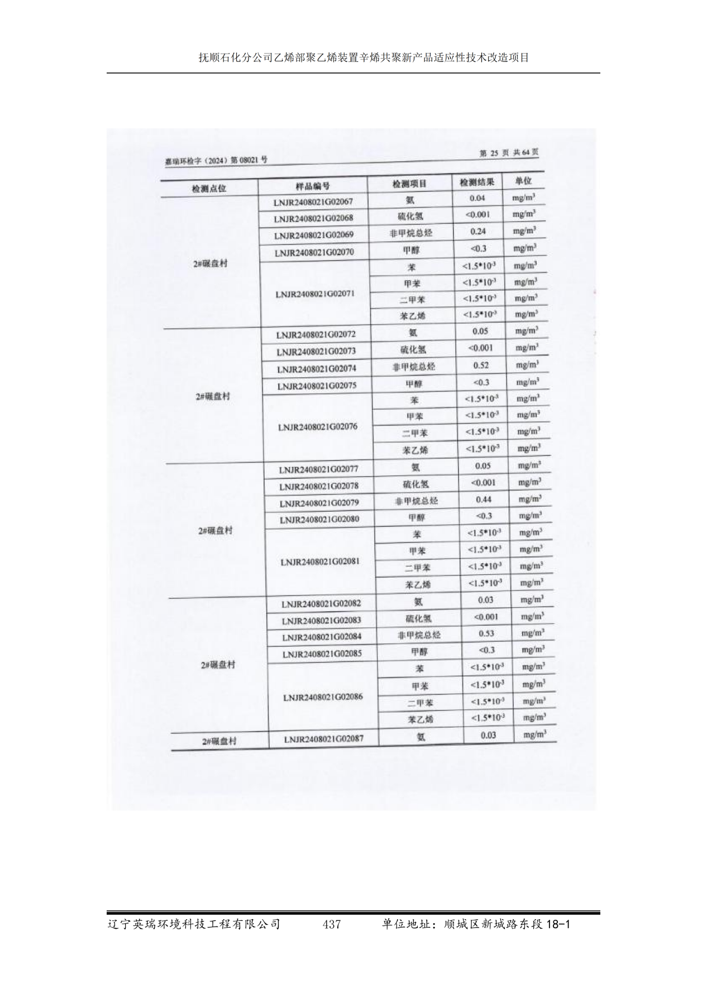 抚顺石化分公司乙烯部聚乙烯装置辛烯共聚新产品适应性技术改造项目
嘉瑞环检字（2024）第 08021 号 第 25 页 共 64 页
检测点位 样品编号 检测项目 检测结果 单位
LNJR2408021G02067 氨 0.04 mg/m³
LNJR2408021G02068 硫化氢 <0.001 mg/m³
LNJR2408021G02069 非甲烷总烃 0.24 mg/m³
LNJR2408021G02070 甲醇 <0.3 mg/m³
2#碾盘村 LNJR2408021G02071 苯 <1.5*10⁻³ mg/m³
甲苯 <1.5*10⁻³ mg/m³
二甲苯 <1.5*10⁻³ mg/m³
苯乙烯 <1.5*10⁻³ mg/m³
LNJR2408021G02072 氨 0.05 mg/m³
LNJR2408021G02073 硫化氢 <0.001 mg/m³
LNJR2408021G02074 非甲烷总烃 0.52 mg/m³
LNJR2408021G02075 甲醇 <0.3 mg/m³
2#碾盘村 LNJR2408021G02076 苯 <1.5*10⁻³ mg/m³
甲苯 <1.5*10⁻³ mg/m³
二甲苯 <1.5*10⁻³ mg/m³
苯乙烯 <1.5*10⁻³ mg/m³
LNJR2408021G02077 氨 0.05 mg/m³
LNJR2408021G02078 硫化氢 <0.001 mg/m³
LNJR2408021G02079 非甲烷总烃 0.44 mg/m³
LNJR2408021G02080 甲醇 <0.3 mg/m³
2#碾盘村 LNJR2408021G02081 苯 <1.5*10⁻³ mg/m³
甲苯 <1.5*10⁻³ mg/m³
二甲苯 <1.5*10⁻³ mg/m³
苯乙烯 <1.5*10⁻³ mg/m³
LNJR2408021G02082 氨 0.03 mg/m³
LNJR2408021G02083 硫化氢 <0.001 mg/m³
LNJR2408021G02084 非甲烷总烃 0.53 mg/m³
LNJR2408021G02085 甲醇 <0.3 mg/m³
2#碾盘村 LNJR2408021G02086 苯 <1.5*10⁻³ mg/m³
甲苯 <1.5*10⁻³ mg/m³
二甲苯 <1.5*10⁻³ mg/m³
苯乙烯 <1.5*10⁻³ mg/m³
2#碾盘村 LNJR2408021G02087 氨 0.03 mg/m³
辽宁英瑞环境科技工程有限公司 437 单位地址：顺城区新城路东段 18-1